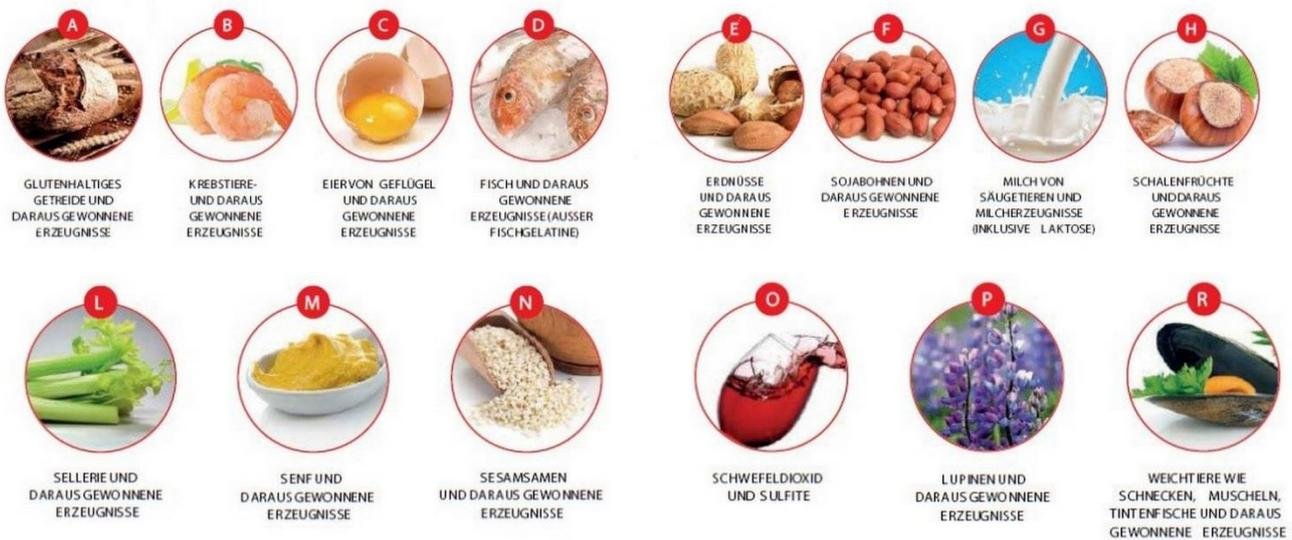 A
GLUTENHALTIGES
GETREIDE UND
DARAUS GEWONNENE
ERZEUGNISSE
B
KREBSTIERE-
UND DARAUS
GEWONNENE
ERZEUGNISSE
C
EIER VON GEFLÜGEL
UND DARAUS
GEWONNENE
ERZEUGNISSE
D
FISCH UND DARAUS
GEWONNENE
ERZEUGNISSE (AUSSER
FISCHGELATINE)
E
ERDNÜSSE
UND DARAUS
GEWONNENE
ERZEUGNISSE
F
SOJABOHNEN UND
DARAUS GEWONNENE
ERZEUGNISSE
G
MILCH VON
SÄUGETIEREN UND
MILCHERZEUGNISSE
(INKLUSIVE LAKTOSE)
H
SCHALENFRÜCHTE
UND DARAUS
GEWONNENE
ERZEUGNISSE
L
SELLERIE UND
DARAUS GEWONNENE
ERZEUGNISSE
M
SENF UND
DARAUS GEWONNENE
ERZEUGNISSE
N
SESAMSAMEN
UND DARAUS GEWONNENE
ERZEUGNISSE
O
SCHWEFELDIOXID
UND SULFITE
P
LUPINEN UND
DARAUS GEWONNENE
ERZEUGNISSE
R
WEICHTIERE WIE
SCHNECKEN, MUSCHELN,
TINTENFISCHE UND DARAUS
GEWONNENE ERZEUGNISSE